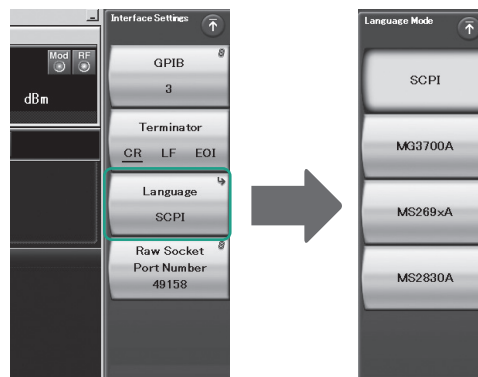 Interface Settings
Mod RF
dBm
GPIB
3
Terminator
CR LF EOI
Language
SCPI
Raw Socket
Port Number
49158
Language Mode
SCPI
MG3700A
MS269xA
MS2830A